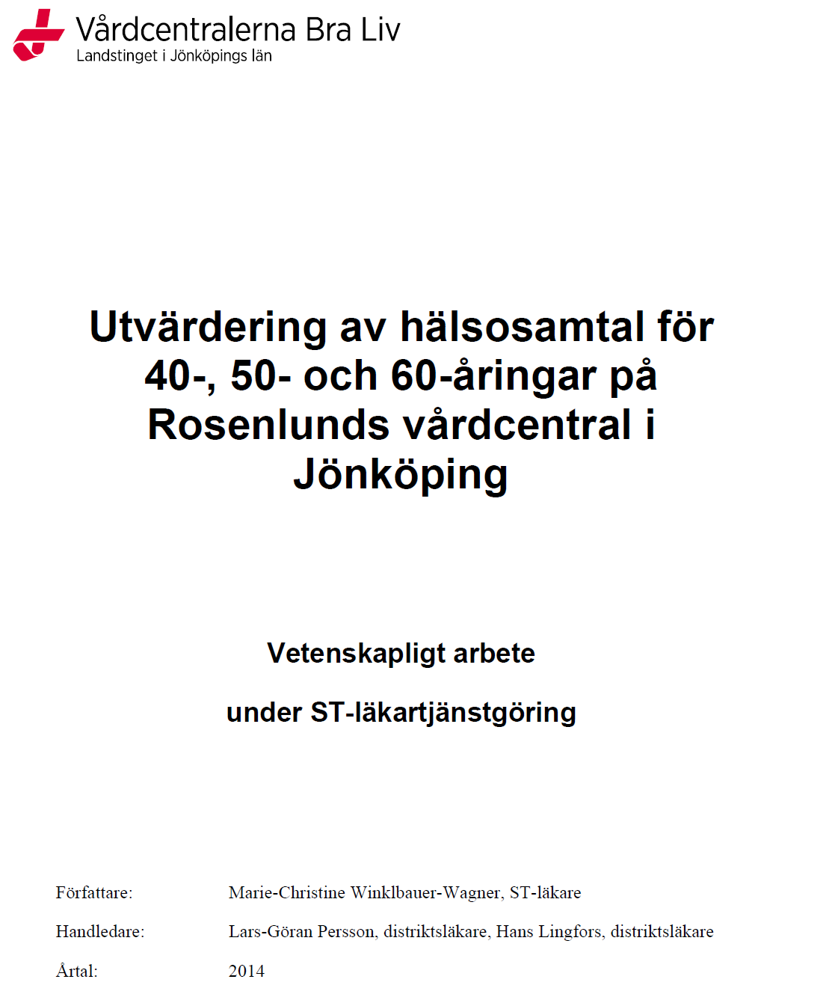 Vårdcentralerna Bra Liv
Landstinget i Jönköpings län
Utvärdering av hälsosamtal för
40-, 50- och 60-åringar på
Rosenlunds vårdcentral i
Jönköping
Vetenskapligt arbete
under ST-läkartjänstgöring
Författare: Marie-Christine Winklbauer-Wagner, ST-läkare
Handledare: Lars-Göran Persson, distriktsläkare, Hans Lingfors, distriktsläkare
Årtal: 2014